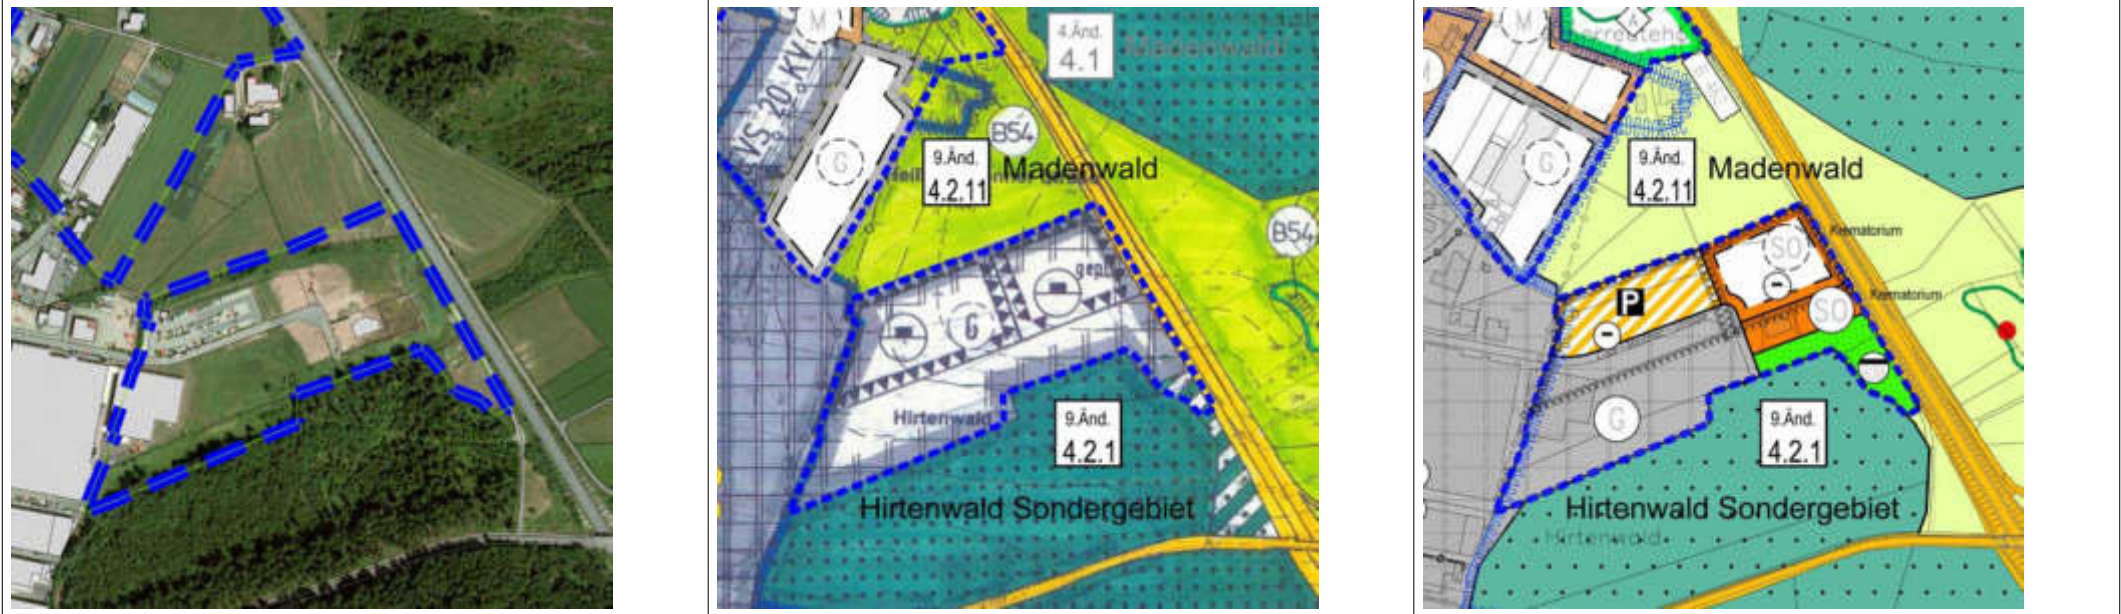 M
VS 20 KV
4.Änd.
4.1
Madenwald
B54
G
9.Änd.
4.2.11
Madenwald
B54
gepl
G
Hirtenwald
9.Änd.
4.2.1
Hirtenwald Sondergebiet
M
A
M
G
9.Änd.
4.2.11
Madenwald
Krematorium
SO
P
Krematorium
SO
G
9.Änd.
4.2.1
Hirtenwald Sondergebiet
Hirtenwald